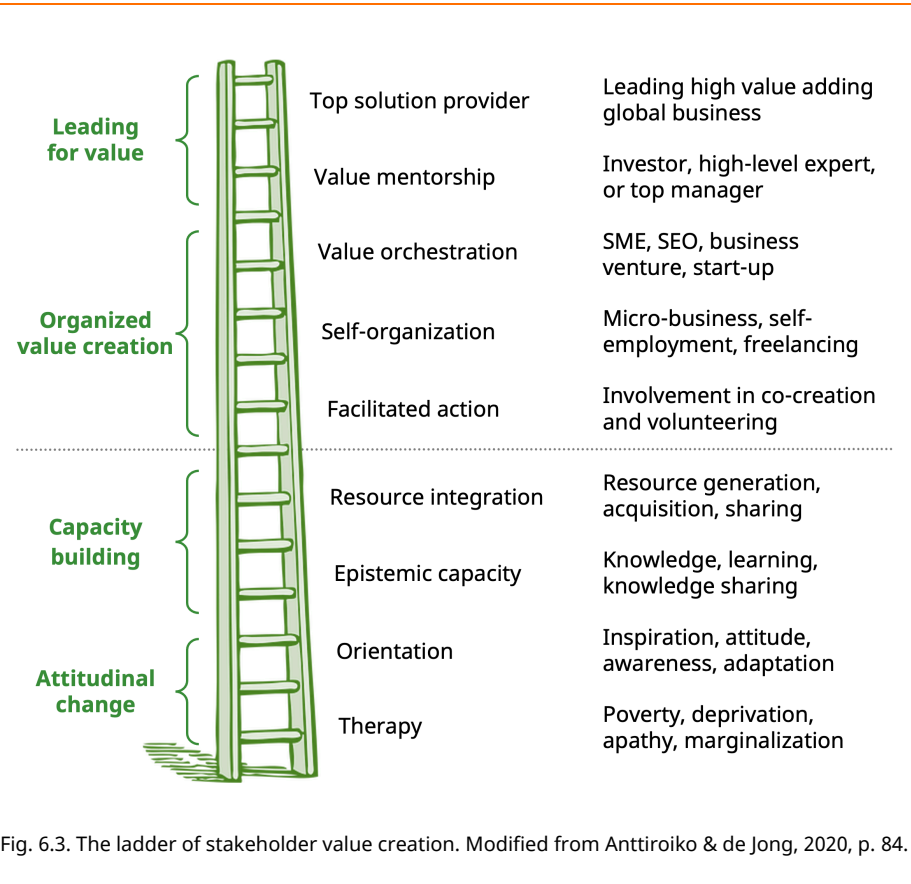 Leading
for value
Top solution provider
Leading high value adding
global business
Value mentorship
Investor, high-level expert,
or top manager
Organized
value creation
Value orchestration
SME, SEO, business
venture, start-up
Self-organization
Micro-business, self-
employment, freelancing
Facilitated action
Involvement in co-creation
and volunteering
Capacity
building
Resource integration
Resource generation,
acquisition, sharing
Epistemic capacity
Knowledge, learning,
knowledge sharing
Attitudinal
change
Orientation
Inspiration, attitude,
awareness, adaptation
Therapy
Poverty, deprivation,
apathy, marginalization
Fig. 6.3. The ladder of stakeholder value creation. Modified from Anttiroiko & de Jong, 2020, p. 84.